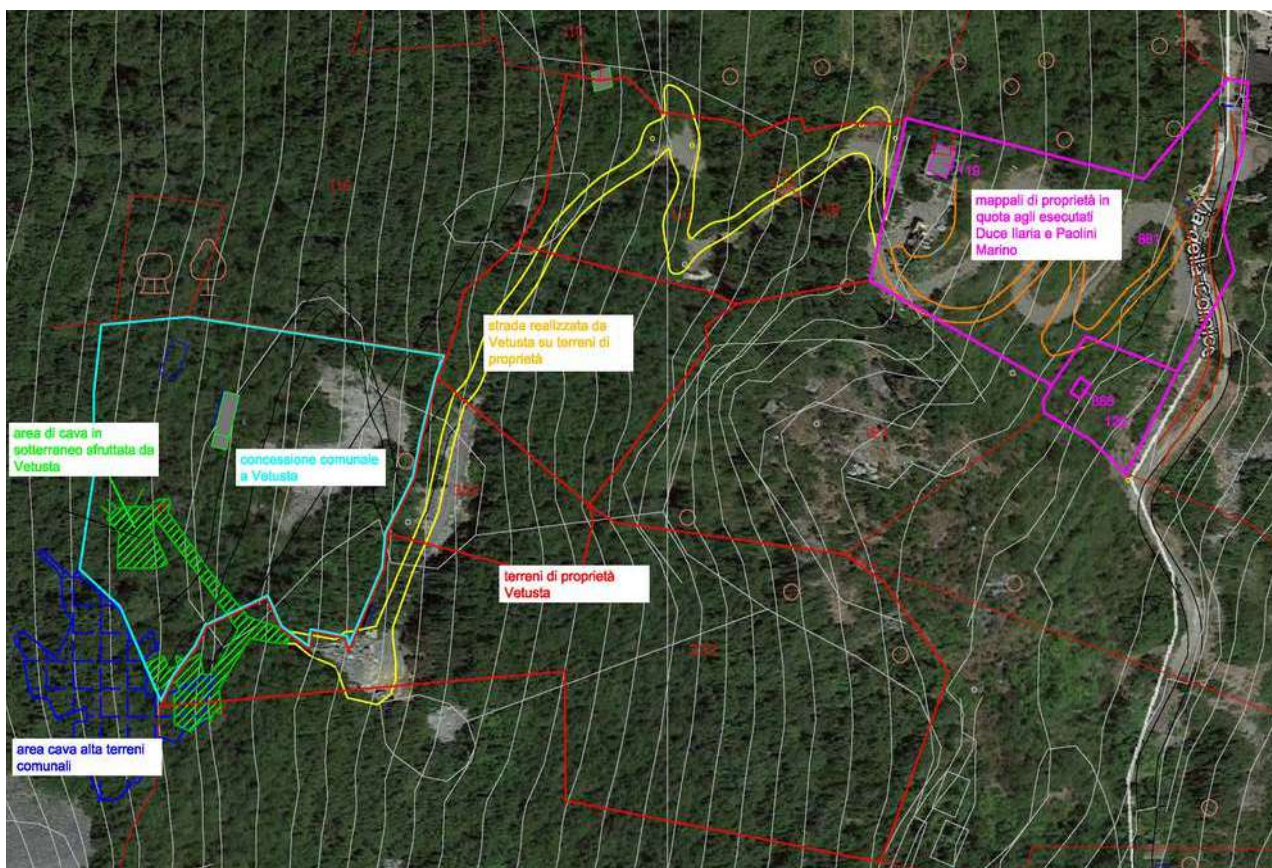 119
mappali di proprietà in
quota agli esecutati
Duce Ilaria e Paolini
Marino
881
116
strada realizzata da
Vetusta su terreni di
proprietà
area di cava in
sotterraneo sfruttata da
Vetusta
concessione comunale
a Vetusta
terreni di proprietà
Vetusta
area cava alta terreni
comunali